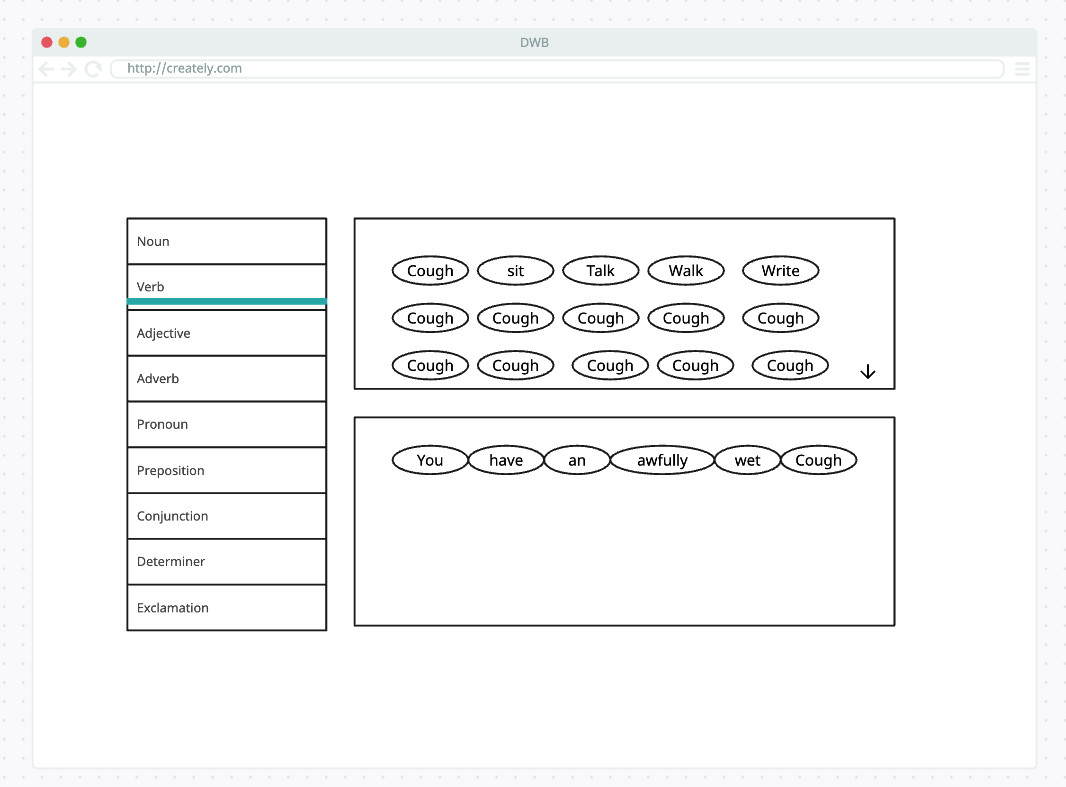 DWB
http://creately.com
Noun
Verb
Adjective
Adverb
Pronoun
Preposition
Conjunction
Determiner
Exclamation
Cough sit Talk Walk Write
Cough Cough Cough Cough Cough
Cough Cough Cough Cough Cough
You have an awfully wet Cough